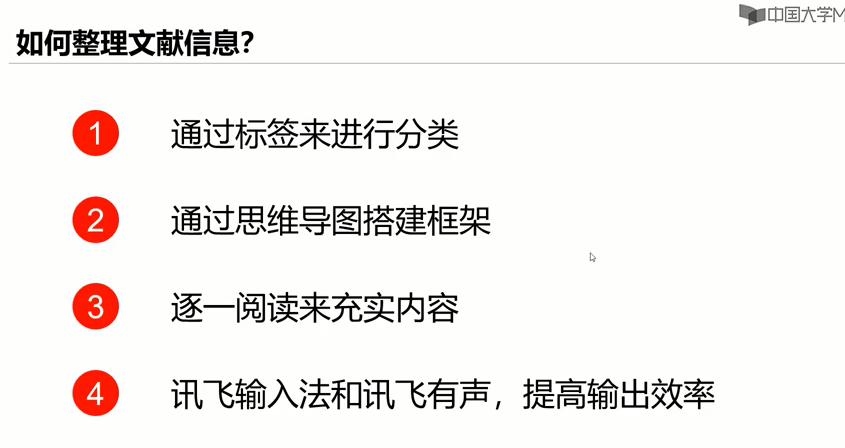 中国大学M
如何整理文献信息？
1 通过标签来进行分类
2 通过思维导图搭建框架
3 逐一阅读来充实内容
4 讯飞输入法和讯飞有声，提高输出效率